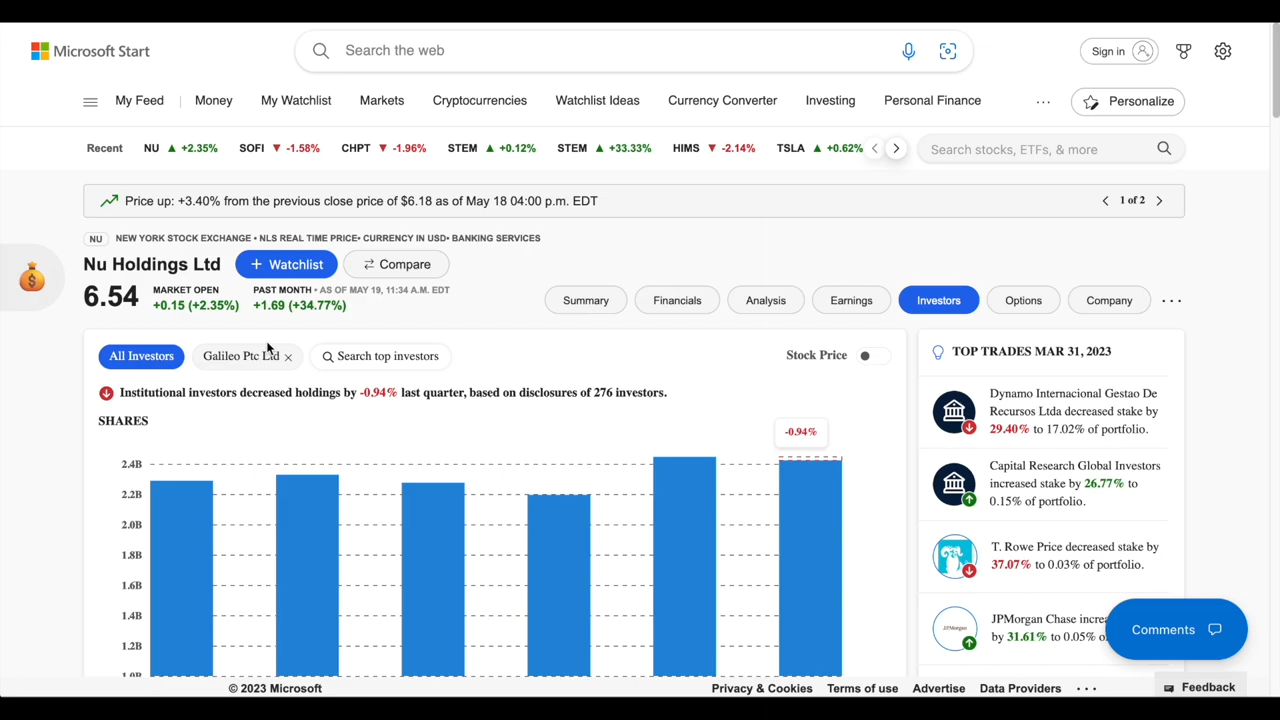 Microsoft Start
Search the web
Sign in
My Feed
Money
My Watchlist
Markets
Cryptocurrencies
Watchlist Ideas
Currency Converter
Investing
Personal Finance
...
Personalize
Recent
NU ▲ +2.35%
SOFI ▼ -1.58%
CHPT ▼ -1.96%
STEM ▲ +0.12%
STEM ▲ +33.33%
HIMS ▼ -2.14%
TSLA ▲ +0.62%
Search stocks, ETFs, & more
Price up: +3.40% from the previous close price of $6.18 as of May 18 04:00 p.m. EDT
1 of 2
NU
NEW YORK STOCK EXCHANGE • NLS REAL TIME PRICE• CURRENCY IN USD• BANKING SERVICES
Nu Holdings Ltd
+ Watchlist
Compare
6.54
MARKET OPEN
+0.15 (+2.35%)
PAST MONTH • AS OF MAY 19, 11:34 A.M. EDT
+1.69 (+34.77%)
Summary
Financials
Analysis
Earnings
Investors
Options
Company
...
All Investors
Galileo Ptc Ltd ×
Search top investors
Stock Price
Institutional investors decreased holdings by -0.94% last quarter, based on disclosures of 276 investors.
SHARES
-0.94%
2.4B
2.2B
2.0B
1.8B
1.6B
1.4B
1.2B
1.0B
TOP TRADES MAR 31, 2023
Dynamo Internacional Gestao De
Recursos Ltda decreased stake by
29.40% to 17.02% of portfolio.
Capital Research Global Investors
increased stake by 26.77% to
0.15% of portfolio.
T. Rowe Price decreased stake by
37.07% to 0.03% of portfolio.
JPMorgan
JPMorgan Chase increa
by 31.61% to 0.05% o
Comments
© 2023 Microsoft
Privacy & Cookies
Terms of use
Advertise
Data Providers
...
Feedback